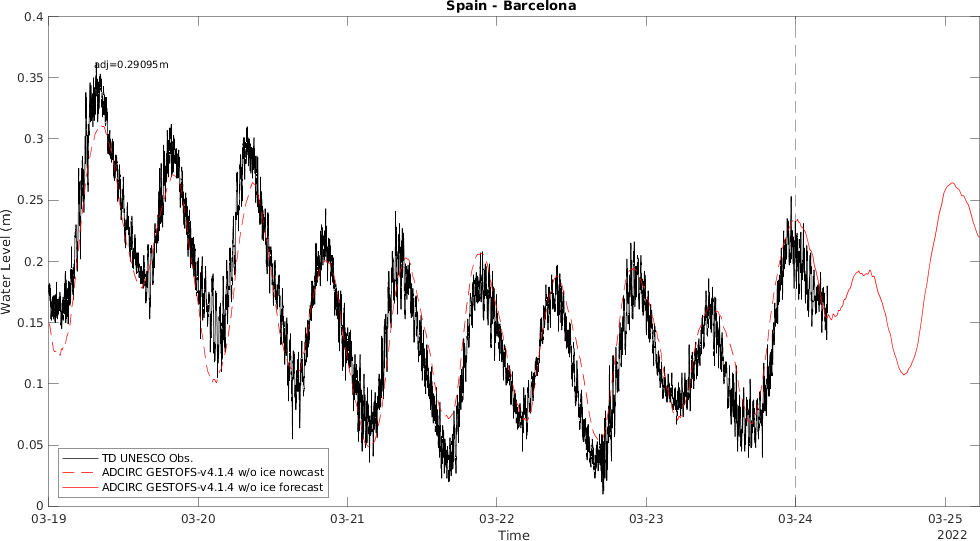 Spain - Barcelona
0.4
adj=0.29095m
0.35
0.3
0.25
0.2
0.15
0.1
0.05
0
Water Level (m)
TD UNESCO Obs.
ADCIRC GESTOFS-v4.1.4 w/o ice nowcast
ADCIRC GESTOFS-v4.1.4 w/o ice forecast
03-19 03-20 03-21 03-22 03-23 03-24 03-25
Time
2022